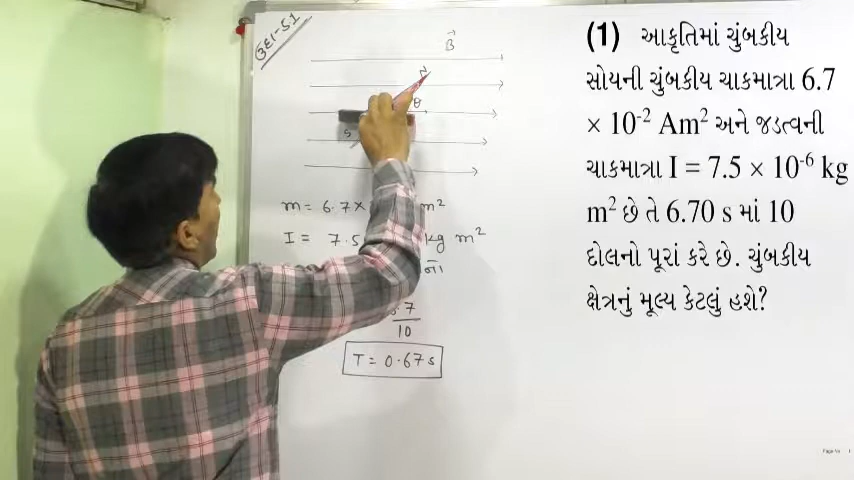 GEI-5.1
B
N
θ
S
m = 6.7 × m²
I = 7.5 kg m²
10
T = 0.67 s
(1) આકૃતિમાં ચુંબકીય
સોયની ચુંબકીય ચાકમાત્રા 6.7
× 10⁻² Am² અને જડત્વની
ચાકમાત્રા I = 7.5 × 10⁻⁶ kg
m² છે તે 6.70 s માં 10
દોલનો પૂરાં કરે છે. ચુંબકીય
ક્ષેત્રનું મૂલ્ય કેટલું હશે?